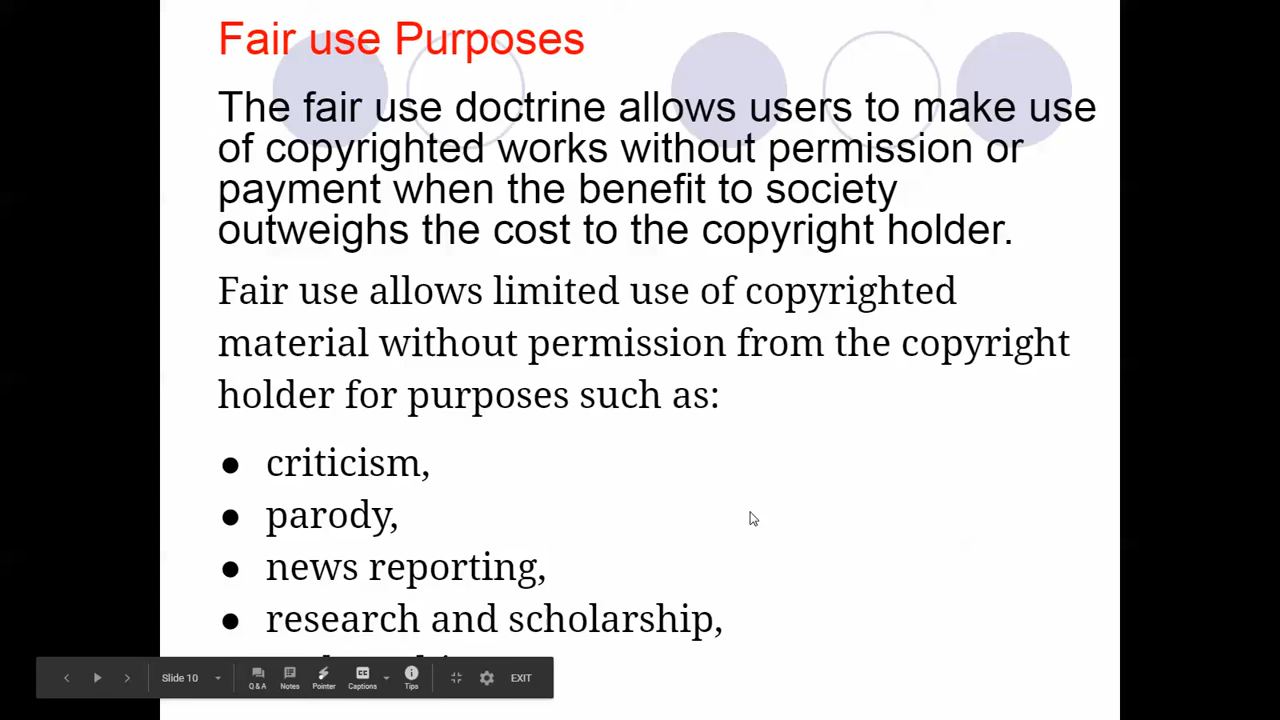 Fair use Purposes
The fair use doctrine allows users to make use
of copyrighted works without permission or
payment when the benefit to society
outweighs the cost to the copyright holder.
Fair use allows limited use of copyrighted
material without permission from the copyright
holder for purposes such as:
● criticism,
● parody,
● news reporting,
● research and scholarship,
Slide 10
Q & A
Notes
Pointer
CC
Captions
Tips
EXIT